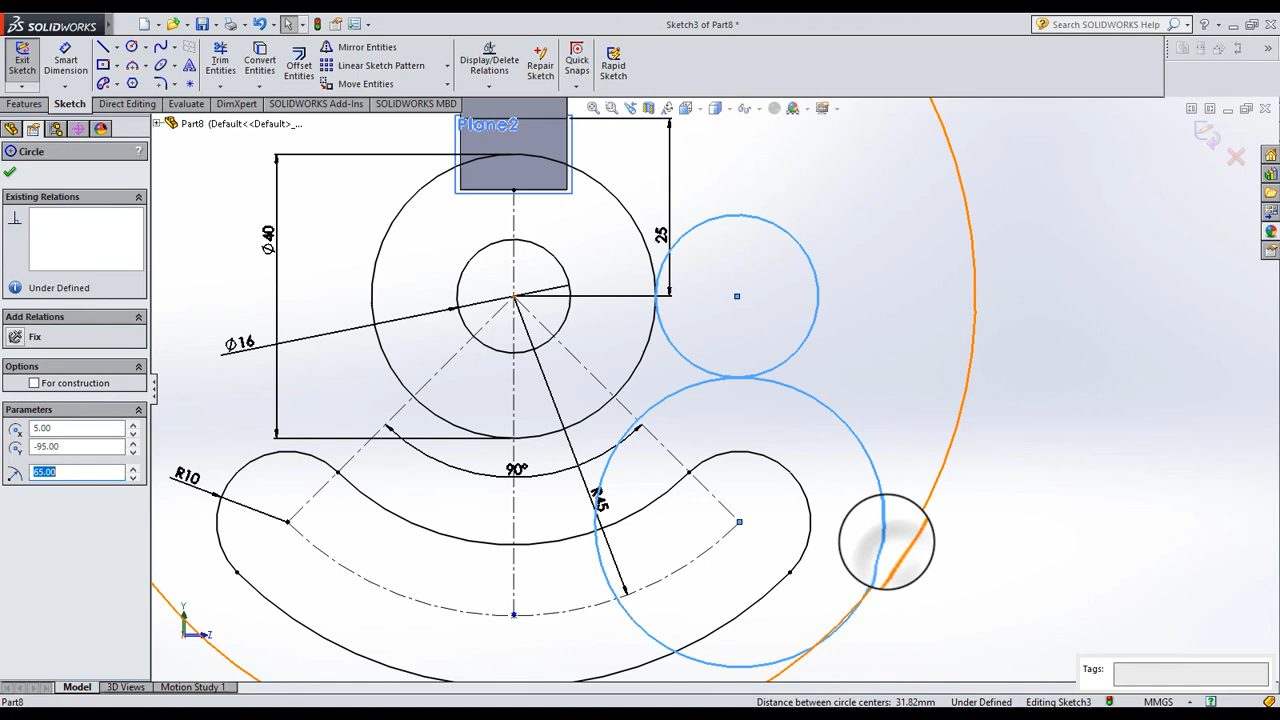 SOLIDWORKS
Sketch3 of Part8 *
Search SOLIDWORKS Help
Exit Sketch
Smart Dimension
Trim Entities
Convert Entities
Offset Entities
Mirror Entities
Linear Sketch Pattern
Move Entities
Display/Delete Relations
Repair Sketch
Quick Snaps
Rapid Sketch
Features
Sketch
Direct Editing
Evaluate
DimXpert
SOLIDWORKS Add-Ins
SOLIDWORKS MBD
Part8 (Default<<Default>_...
Plane2
Circle
?
Existing Relations
Under Defined
Add Relations
Fix
Options
For construction
Parameters
5.00
-95.00
65.00
Ø40
25
Ø16
90°
R10
R45
Y
Z
Tags:
Model
3D Views
Motion Study 1
Part8
Distance between circle centers: 31.82mm
Under Defined
Editing Sketch3
MMGS